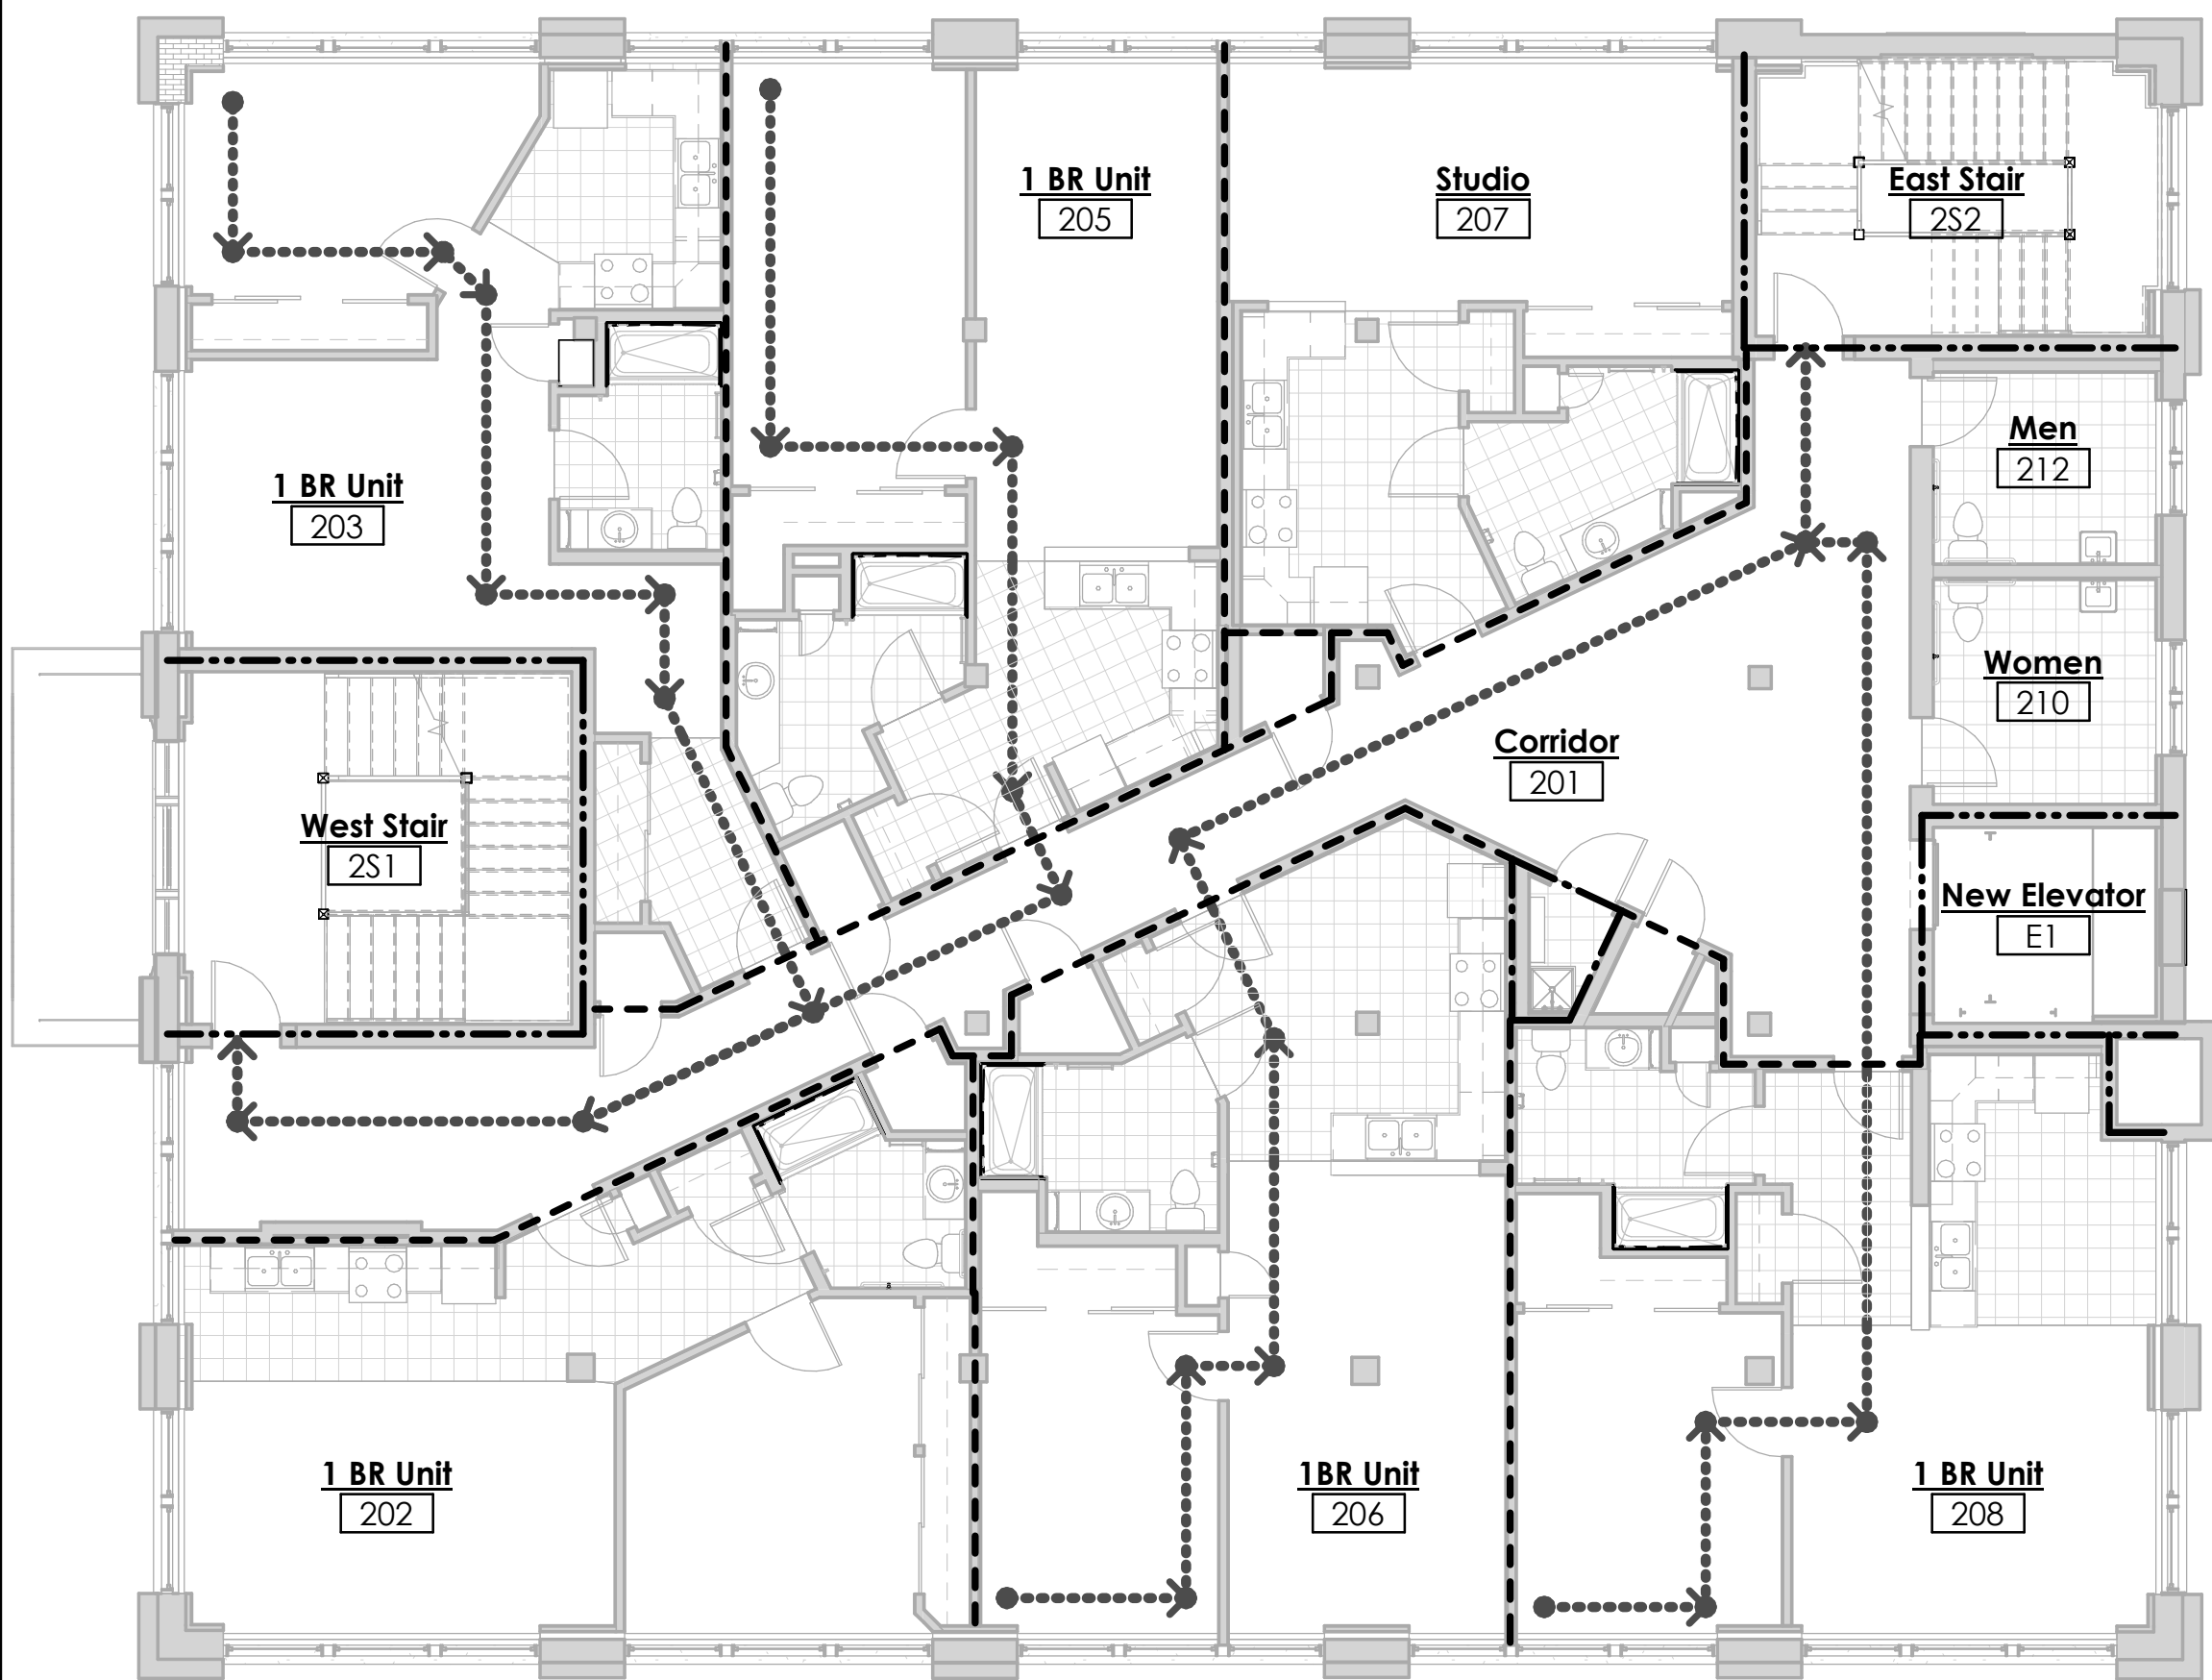 1 BR Unit
205
Studio
207
East Stair
2S2
Men
212
1 BR Unit
203
Women
210
Corridor
201
West Stair
2S1
New Elevator
E1
1 BR Unit
202
1BR Unit
206
1 BR Unit
208